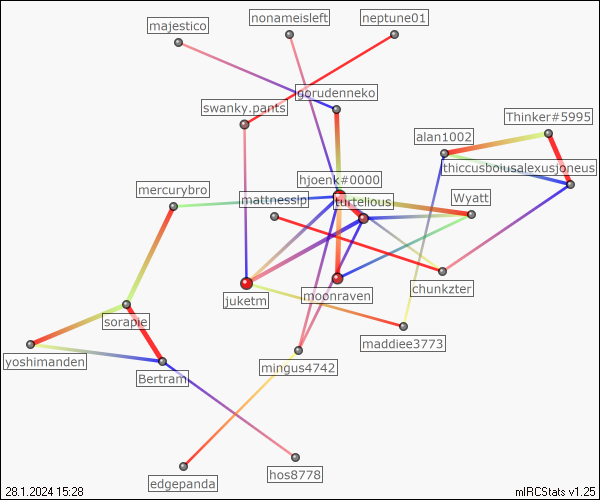 majestico
nonameisleft
neptune01
gorudenneko
swanky.pants
Thinker#5995
alan1002
thiccusboiusalexusjoneus
hjoenk#0000
mercurybro
mattnesslp
tuxtelious
Wyatt
juketm
moonraven
chunkzter
sorapie
maddiee3773
yoshimanden
mingus4742
Bertram
edgepanda
hos8778
28.1.2024 15:28
mIRCStats v1.25